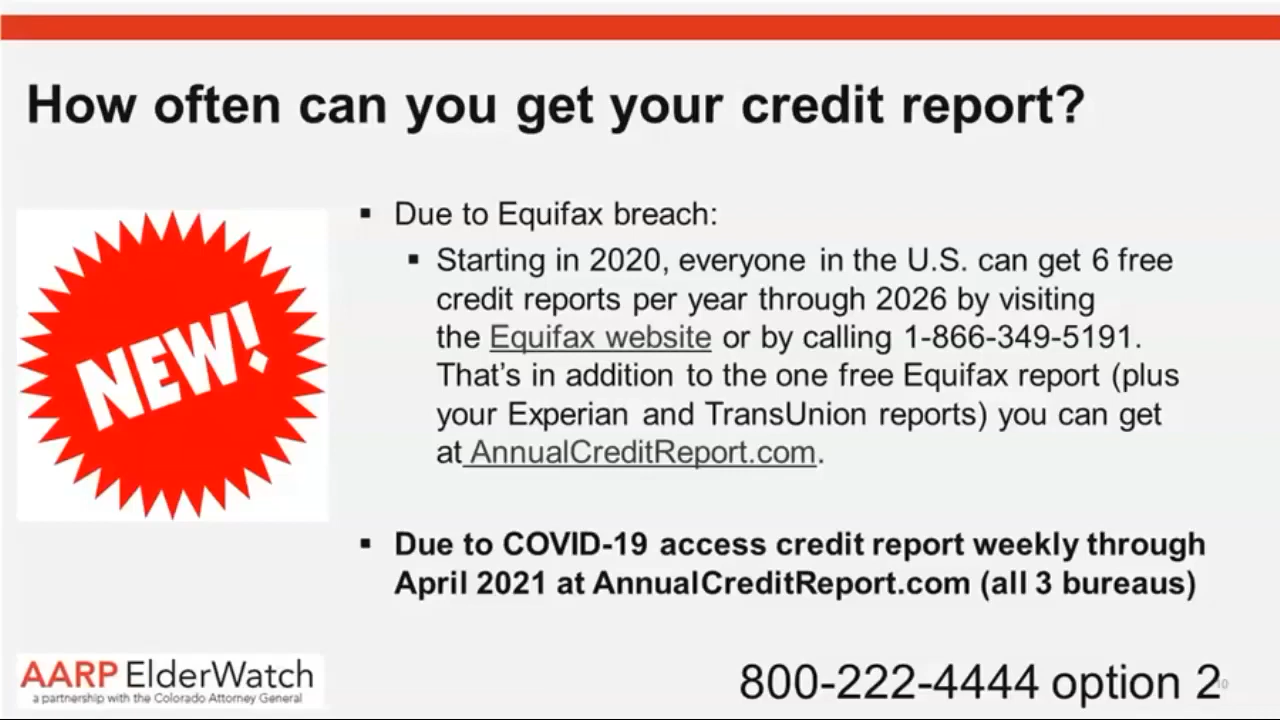 How often can you get your credit report?
NEW!
▪ Due to Equifax breach:
▪ Starting in 2020, everyone in the U.S. can get 6 free
credit reports per year through 2026 by visiting
the Equifax website or by calling 1-866-349-5191.
That’s in addition to the one free Equifax report (plus
your Experian and TransUnion reports) you can get
at AnnualCreditReport.com.
▪ Due to COVID-19 access credit report weekly through
April 2021 at AnnualCreditReport.com (all 3 bureaus)
AARP ElderWatch
a partnership with the Colorado Attorney General
800-222-4444 option 2